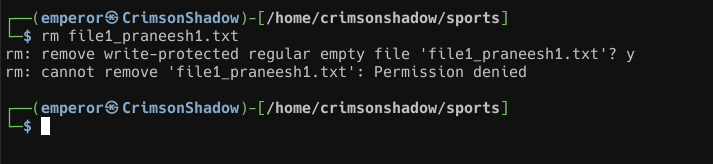 ┌──(emperor㉿CrimsonShadow)-[/home/crimsonshadow/sports]
└─$ rm file1_praneesh1.txt
rm: remove write-protected regular empty file 'file1_praneesh1.txt'? y
rm: cannot remove 'file1_praneesh1.txt': Permission denied
┌──(emperor㉿CrimsonShadow)-[/home/crimsonshadow/sports]
└─$